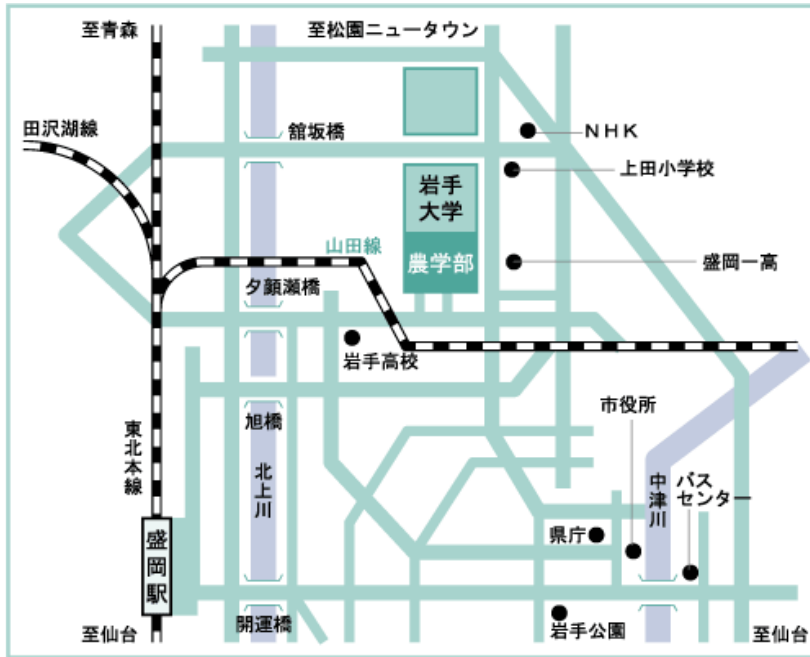 至青森
至松園ニュータウン
田沢湖線
舘坂橋
NHK
上田小学校
岩手
大学
山田線
農学部
盛岡一高
夕顔瀬橋
岩手高校
市役所
旭橋
東北本線
北上川
中津川
バス
センター
県庁
盛岡駅
開運橋
岩手公園
至仙台
至仙台